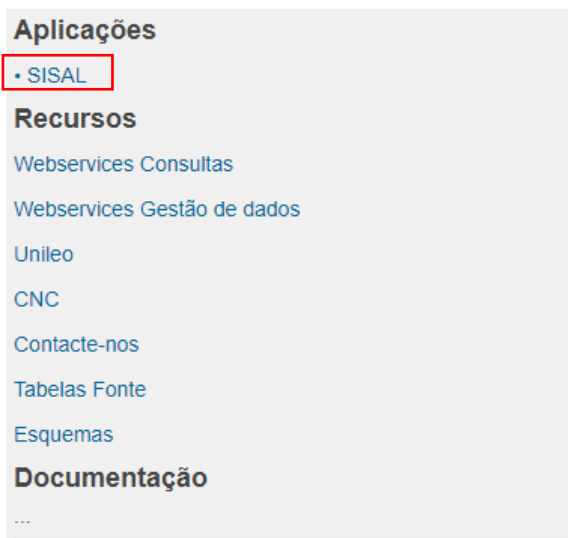 Aplicações
• SISAL
Recursos
Webservices Consultas
Webservices Gestão de dados
Unileo
CNC
Contacte-nos
Tabelas Fonte
Esquemas
Documentação
...